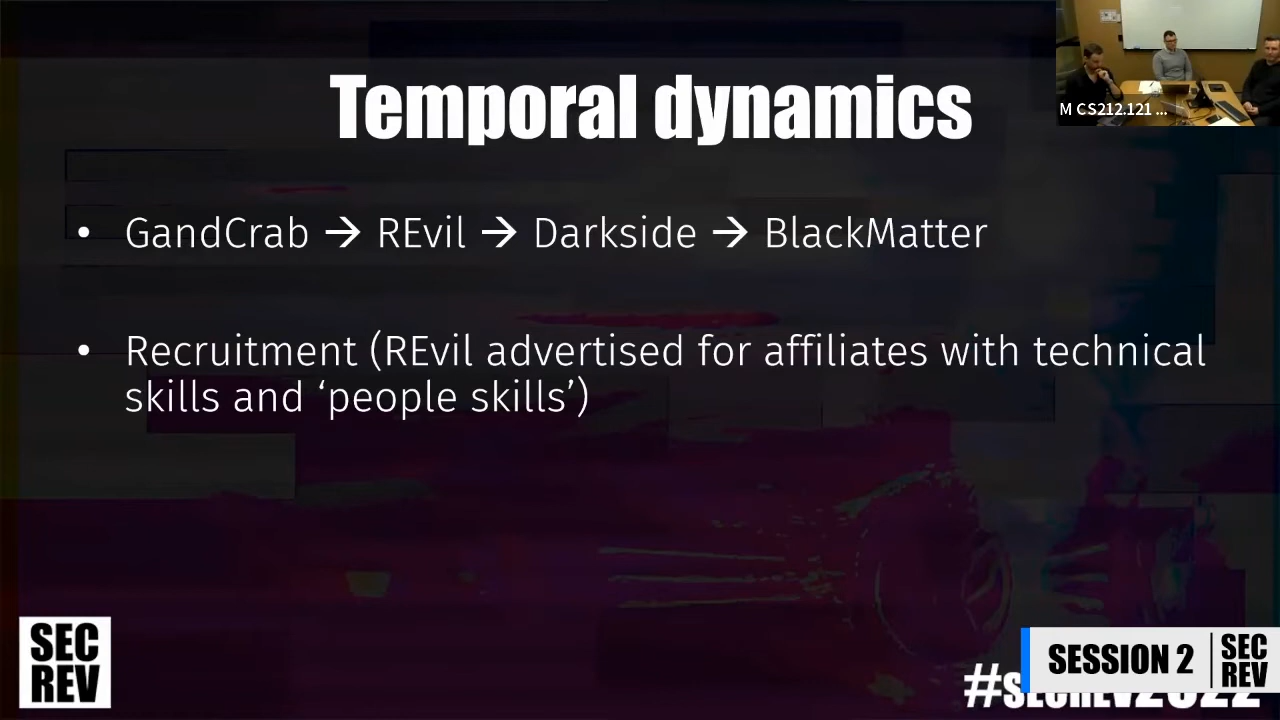 Temporal dynamics
M CS212.121 ...
• GandCrab → REvil → Darkside → BlackMatter
• Recruitment (REvil advertised for affiliates with technical
skills and ‘people skills’)
SEC
REV
SESSION 2
SEC
REV